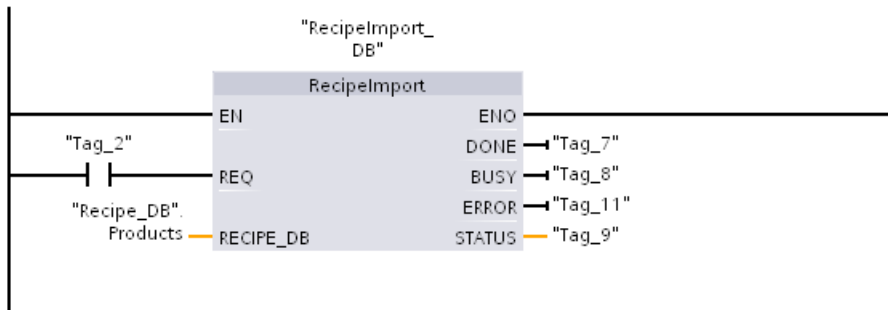 "RecipeImport_
DB"
RecipeImport
EN
ENO
"Tag_2"
DONE
"Tag_7"
REQ
BUSY
"Tag_8"
"Recipe_DB".
ERROR
"Tag_11"
Products
RECIPE_DB
STATUS
"Tag_9"